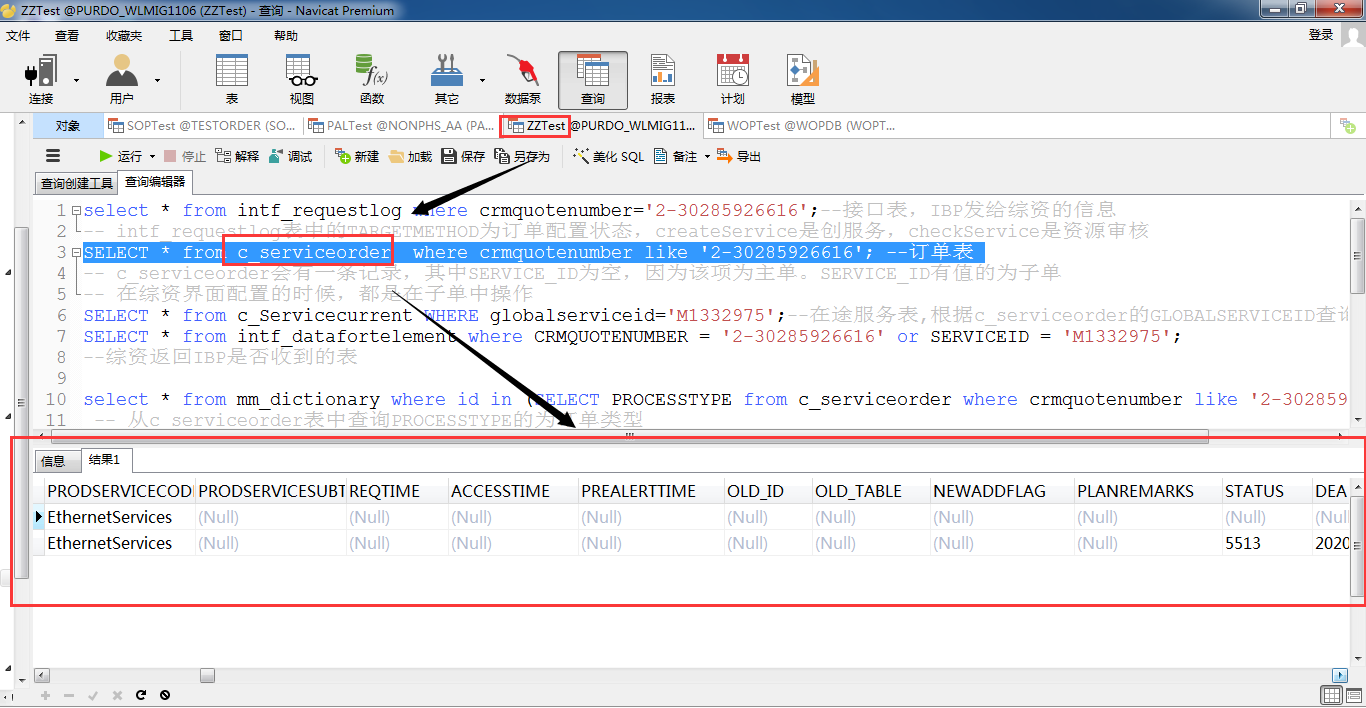 ZZTest @PURDO_WLMIG1106 (ZZTest) - 查询 - Navicat Premium
文件 查看 收藏夹 工具 窗口 帮助 登录
连接 用户 表 视图 函数 其它 数据泵 查询 报表 计划 模型
对象 SOPTest @TESTORDER (SO... PALTest @NONPHS_AA (PA... ZZTest @PURDO_WLMIG11... WOPTest @WOPDB (WOPT...
运行 停止 解释 调试 新建 加载 保存 另存为 美化 SQL 备注 导出
查询创建工具 查询编辑器
1 select * from intf_requestlog where crmquotenumber='2-30285926616';--接口表，IBP发给综资的信息
2 -- intf_requestlog表中的TARGETMETHOD为订单配置状态，createService是创服务，checkService是资源审核
3 SELECT * from c_serviceorder where crmquotenumber like '2-30285926616'; --订单表
4 -- c_serviceorder会有一条记录，其中SERVICE_ID为空，因为该项为主单。SERVICE_ID有值的为子单
5 -- 在综资界面配置的时候，都是在子单中操作
6 SELECT * from c_Servicecurrent WHERE globalserviceid='M1332975';--在途服务表,根据c_serviceorder的GLOBALSERVICEID查询
7 SELECT * from intf_datafortelement where CRMQUOTENUMBER = '2-30285926616' or SERVICEID = 'M1332975';
8 --综资返回IBP是否收到的表
9
10 select * from mm_dictionary where id in (SELECT PROCESSTYPE from c_serviceorder where crmquotenumber like '2-302859
11 -- 从c_serviceorder表中查询PROCESSTYPE的为订单类型
信息 结果1
PRODSERVICECOD PRODSERVICESUBT REQTIME ACCESSTIME PREALERTTIME OLD_ID OLD_TABLE NEWADDFLAG PLANREMARKS STATUS DEA
EthernetServices (Null) (Null) (Null) (Null) (Null) (Null) (Null) (Null) (Null) (Nul
EthernetServices (Null) (Null) (Null) (Null) (Null) (Null) (Null) (Null) 5513 2020